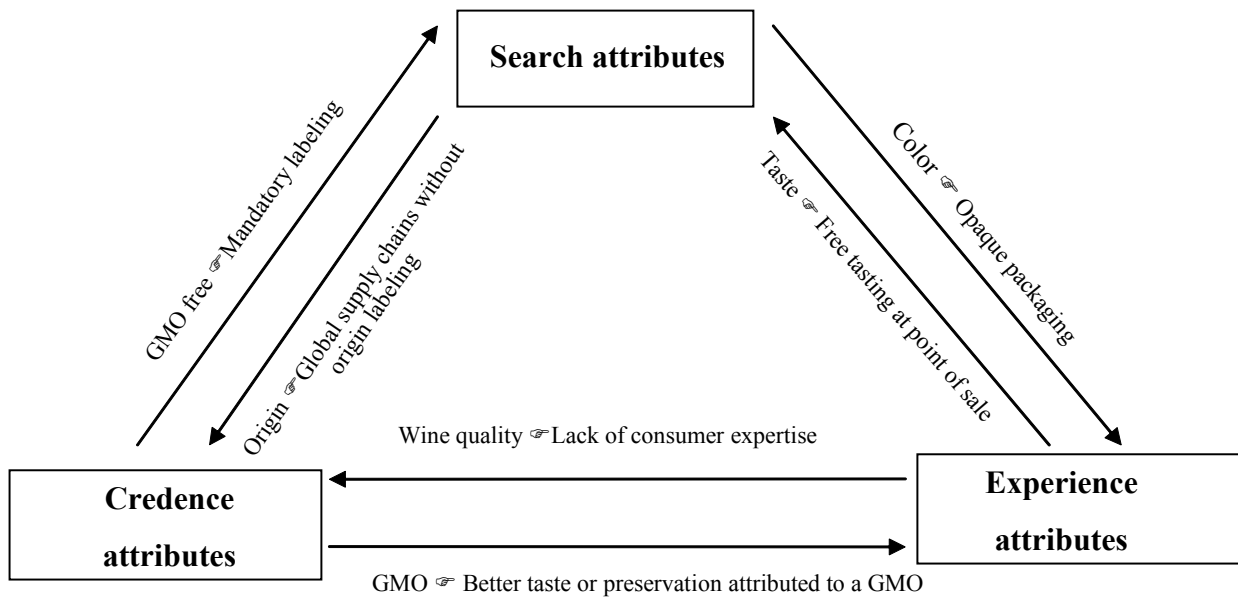 Search attributes
GMO free ☞Mandatory labeling
Origin ☞Global supply chains without
origin labeling
Taste ☞ Free tasting at point of sale
Color ☞ Opaque packaging
Wine quality ☞Lack of consumer expertise
Credence
attributes
Experience
attributes
GMO ☞ Better taste or preservation attributed to a GMO